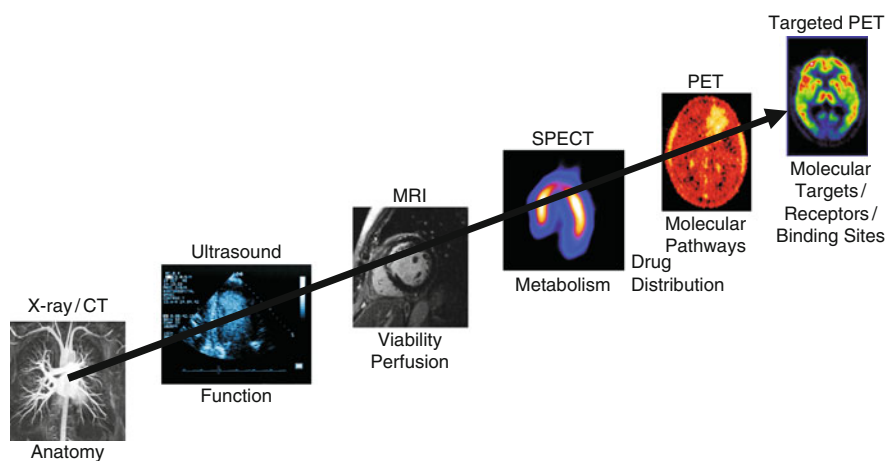 X-ray/CT
Anatomy
Ultrasound
Function
MRI
Viability
Perfusion
SPECT
Metabolism
Drug
Distribution
PET
Molecular
Pathways
Targeted PET
Molecular
Targets/
Receptors/
Binding Sites